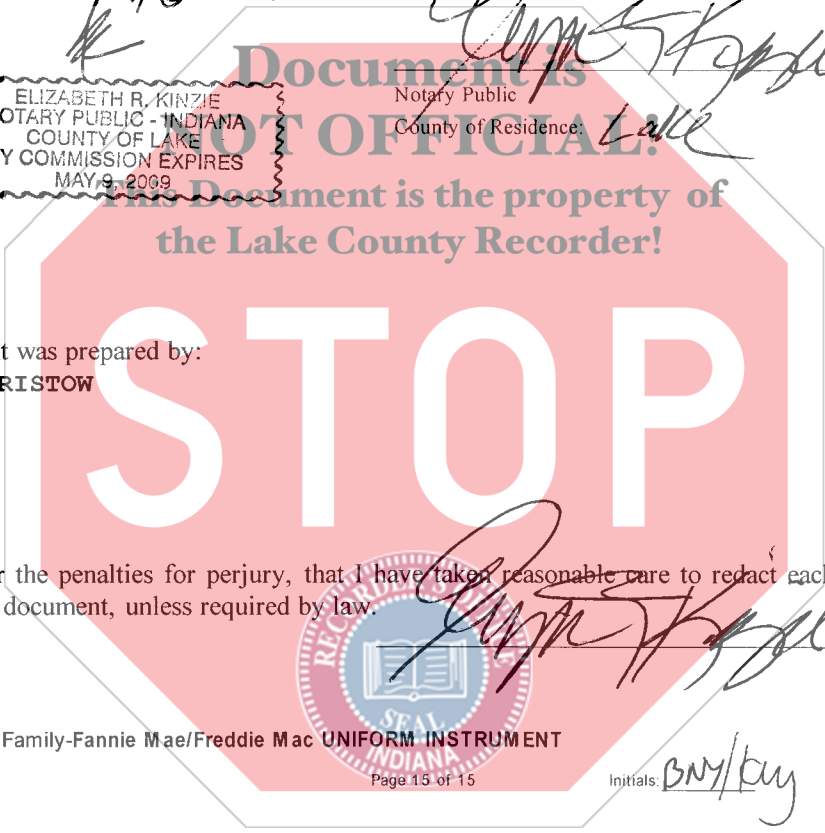 Document is
NOT OFFICIAL!
This Document is the property of
the Lake County Recorder!
STOP
ELIZABETH R. KINZIE
OTARY PUBLIC - INDIANA
COUNTY OF LAKE
Y COMMISSION EXPIRES
MAY 9, 2009
Notary Public
County of Residence: Lake
t was prepared by:
RISTOW
r the penalties for perjury, that I have taken reasonable care to redact each
document, unless required by law.
RECORDER'S
SEAL
INDIANA
Family-Fannie Mae/Freddie Mac UNIFORM INSTRUMENT
Page 15 of 15
Initials: BNY/